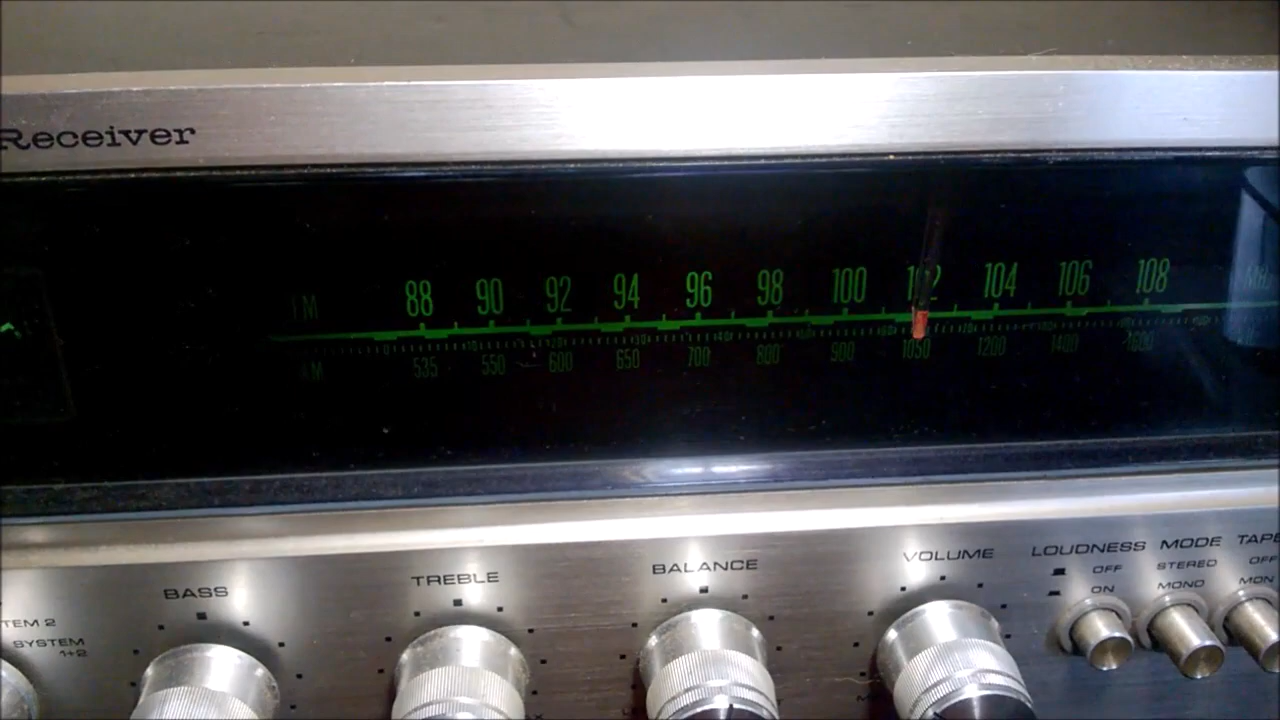 Receiver
FM 88 90 92 94 96 98 100 102 104 106 108
AM 535 550 600 650 700 800 900 1050 1200 1400 1600
BASS
TREBLE
BALANCE
VOLUME
LOUDNESS
OFF
ON
MODE
STEREO
MONO
TAPE
OFF
MON
TEM 2
SYSTEM
1+2